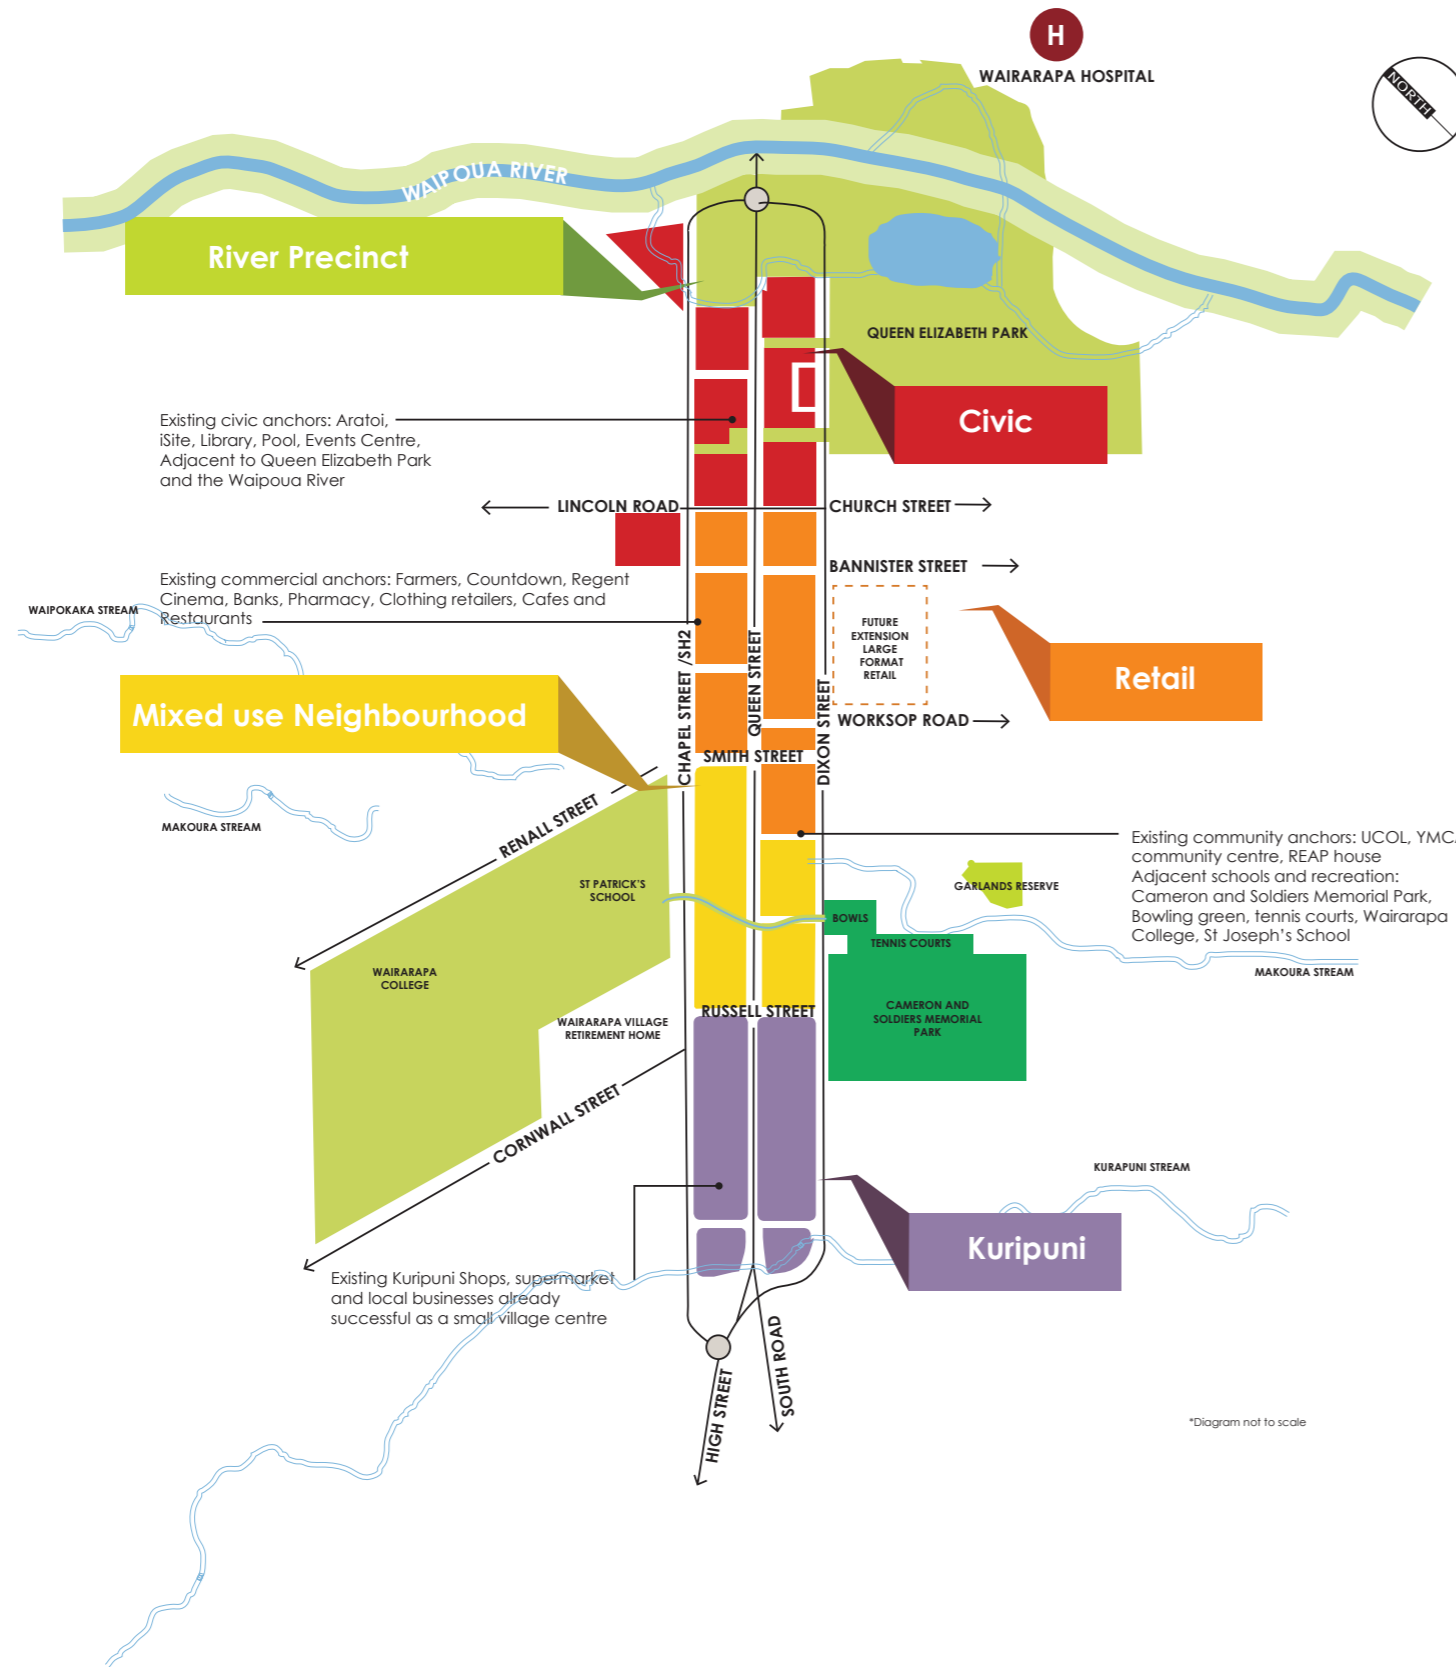 H
WAIRARAPA HOSPITAL
NORTH
WAIPOUA RIVER
River Precinct
QUEEN ELIZABETH PARK
Civic
Existing civic anchors: Aratoi,
iSite, Library, Pool, Events Centre,
Adjacent to Queen Elizabeth Park
and the Waipoua River
LINCOLN ROAD
CHURCH STREET
BANNISTER STREET
Existing commercial anchors: Farmers, Countdown, Regent
Cinema, Banks, Pharmacy, Clothing retailers, Cafes and
Restaurants
WAIPOKAKA STREAM
FUTURE
EXTENSION
LARGE
FORMAT
RETAIL
CHAPEL STREET /SH2
QUEEN STREET
DIXON STREET
Retail
Mixed use Neighbourhood
WORKSOP ROAD
SMITH STREET
RENALL STREET
MAKOURA STREAM
Existing community anchors: UCOL, YMC
community centre, REAP house
Adjacent schools and recreation:
Cameron and Soldiers Memorial Park,
Bowling green, tennis courts, Wairarapa
College, St Joseph's School
ST PATRICK'S
SCHOOL
GARLANDS RESERVE
BOWLS
TENNIS COURTS
MAKOURA STREAM
WAIRARAPA
COLLEGE
CAMERON AND
SOLDIERS MEMORIAL
PARK
RUSSELL STREET
WAIRARAPA VILLAGE
RETIREMENT HOME
CORNWALL STREET
KURAPUNI STREAM
Kuripuni
Existing Kuripuni Shops, supermarket
and local businesses already
successful as a small village centre
SOUTH ROAD
HIGH STREET
*Diagram not to scale